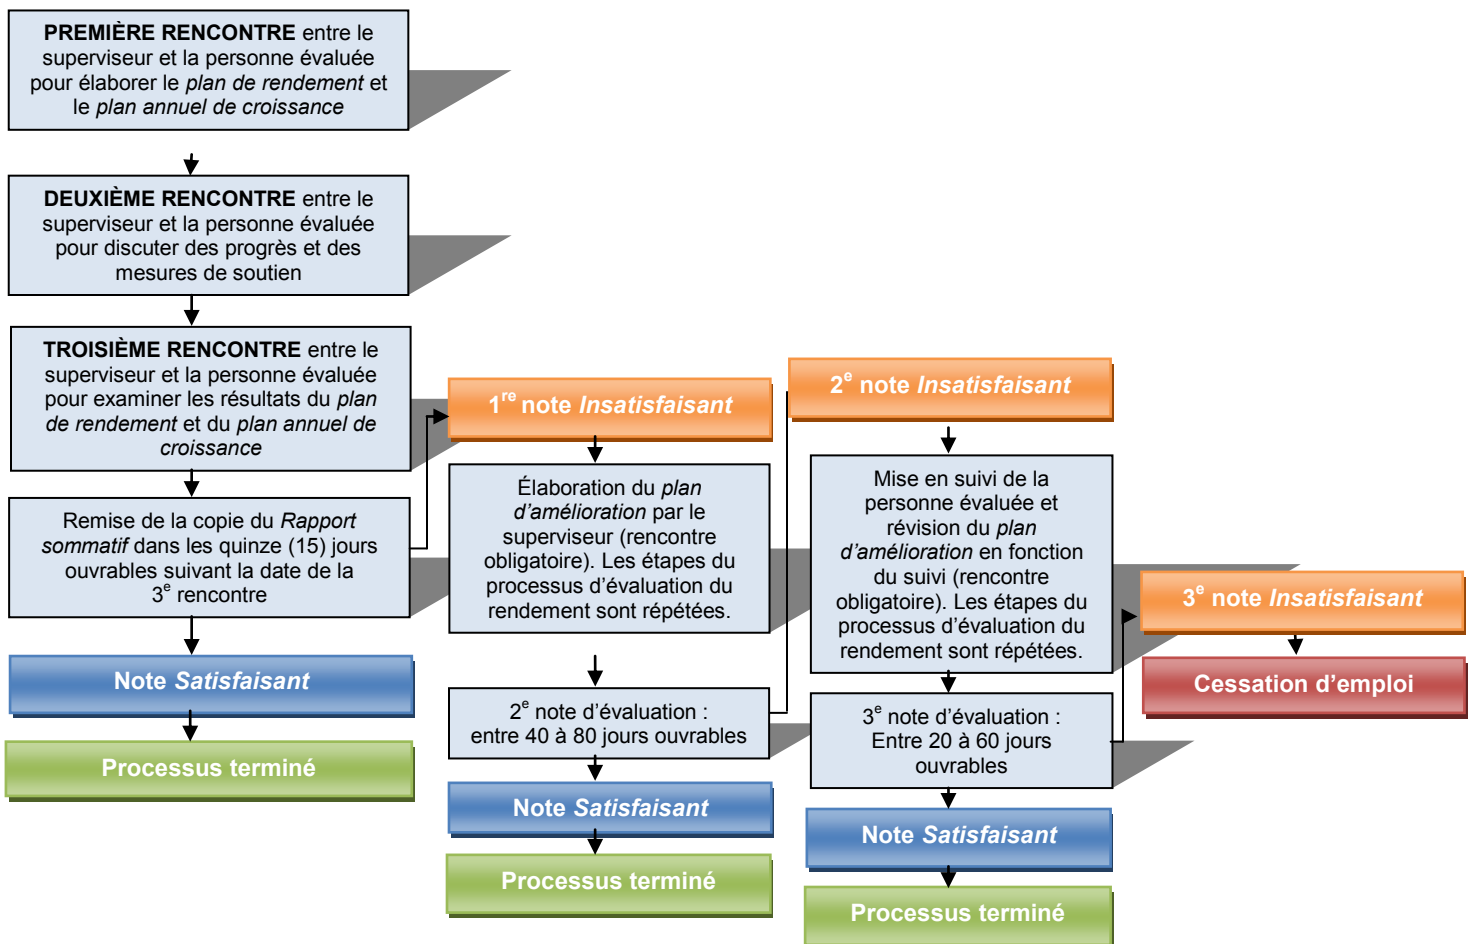 PREMIÈRE RENCONTRE entre le
superviseur et la personne évaluée
pour élaborer le plan de rendement et
le plan annuel de croissance
DEUXIÈME RENCONTRE entre le
superviseur et la personne évaluée
pour discuter des progrès et des
mesures de soutien
TROISIÈME RENCONTRE entre le
superviseur et la personne évaluée
pour examiner les résultats du plan
de rendement et du plan annuel de
croissance
Remise de la copie du Rapport
sommatif dans les quinze (15) jours
ouvrables suivant la date de la
3e rencontre
Note Satisfaisant
Processus terminé
1re note Insatisfaisant
Élaboration du plan
d’amélioration par le
superviseur (rencontre
obligatoire). Les étapes du
processus d’évaluation du
rendement sont répétées.
2e note d’évaluation :
entre 40 à 80 jours ouvrables
Note Satisfaisant
Processus terminé
2e note Insatisfaisant
Mise en suivi de la
personne évaluée et
révision du plan
d’amélioration en fonction
du suivi (rencontre
obligatoire). Les étapes du
processus d’évaluation du
rendement sont répétées.
3e note d’évaluation :
Entre 20 à 60 jours
ouvrables
Note Satisfaisant
Processus terminé
3e note Insatisfaisant
Cessation d’emploi